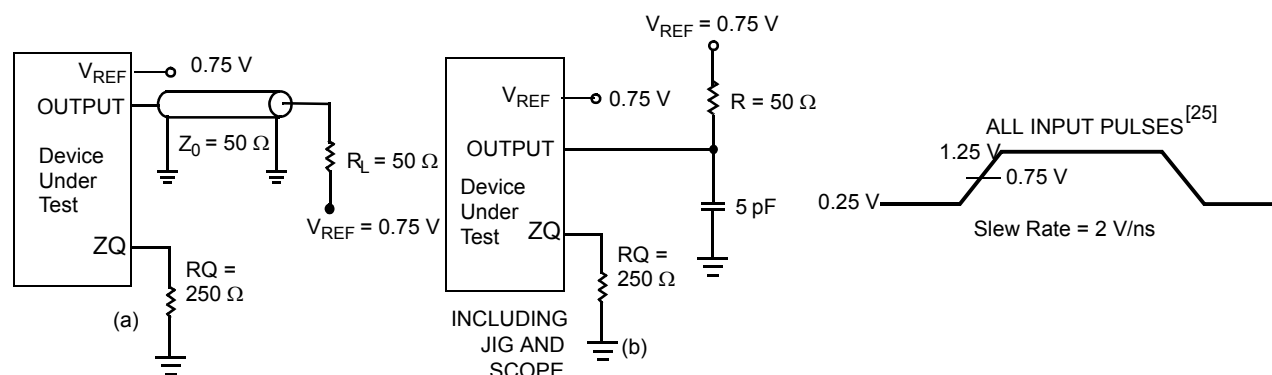 VREF
0.75 V
OUTPUT
Z0 = 50 Ω
Device
Under
Test
RL = 50 Ω
VREF = 0.75 V
ZQ
RQ =
250 Ω
(a)
VREF = 0.75 V
R = 50 Ω
VREF
0.75 V
OUTPUT
Device
Under
Test
5 pF
ZQ
RQ =
250 Ω
INCLUDING
JIG AND
SCOPE
(b)
ALL INPUT PULSES[25]
1.25 V
0.75 V
0.25 V
Slew Rate = 2 V/ns